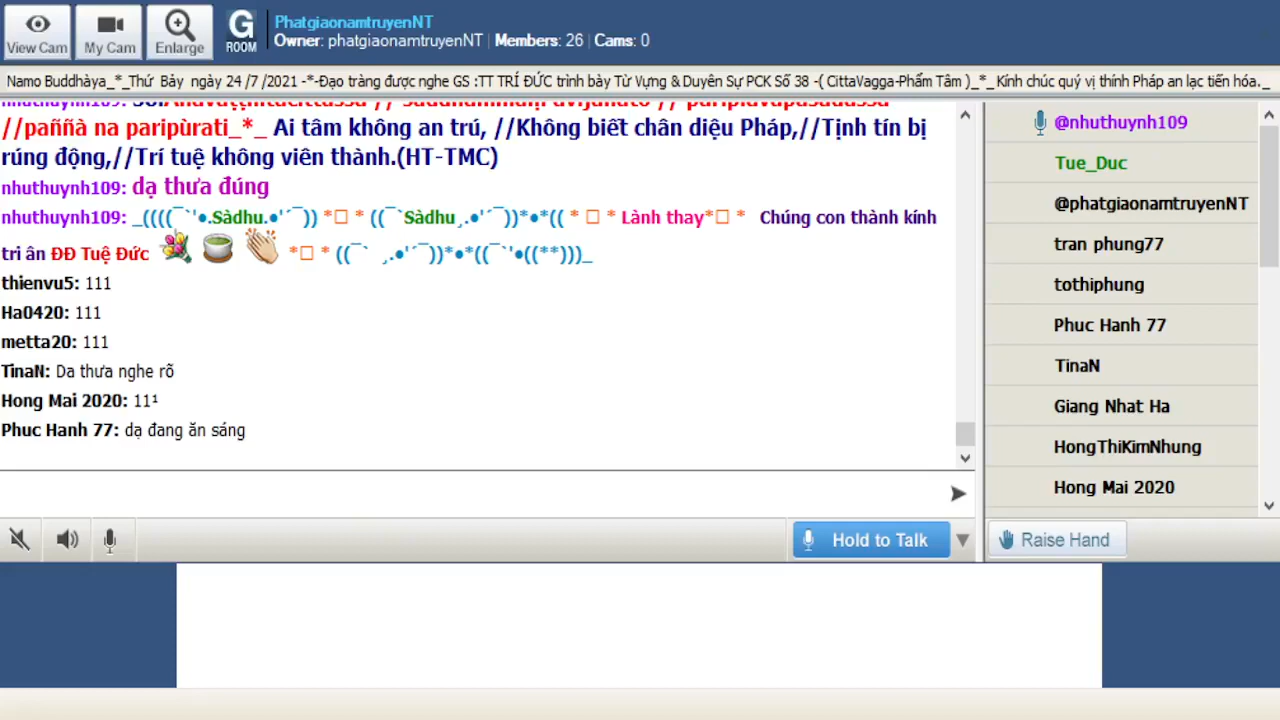 View Cam
My Cam
Enlarge
G
ROOM
PhatgiaonamtruyenNT
Owner: phatgiaonamtruyenNT | Members: 26 | Cams: 0
Namo Buddhàya_*_Thứ Bảy ngày 24 /7 /2021 -*-Đạo tràng được nghe GS :TT TRÍ ĐỨC trình bày Từ Vựng & Duyên Sự PCK Số 38 -( CittaVagga-Phẩm Tâm )_*_Kính chúc quý vị thính Pháp an lạc tiến hóa._
nhuthuynh109:
//paññà na paripùrati_*_ Ai tâm không an trú, //Không biết chân diệu Pháp,//Tịnh tín bị
rúng động,//Trí tuệ không viên thành.(HT-TMC)
nhuthuynh109: dạ thưa đúng
nhuthuynh109: _((((¯`'●.Sàdhu.●'´¯)) *□ * ((¯`Sàdhu¸.●'´¯))*●*(( * □ * Lành thay*□ * Chúng con thành kính
tri ân ĐĐ Tuệ Đức *□ * ((¯` ¸.●'´¯))*●*((¯`'●((**)))_
thienvu5: 111
Ha0420: 111
metta20: 111
TinaN: Da thưa nghe rõ
Hong Mai 2020: 11¹
Phuc Hanh 77: dạ đang ăn sáng
@nhuthuynh109
Tue_Duc
@phatgiaonamtruyenNT
tran phung77
tothiphung
Phuc Hanh 77
TinaN
Giang Nhat Ha
HongThiKimNhung
Hong Mai 2020
Hold to Talk
Raise Hand